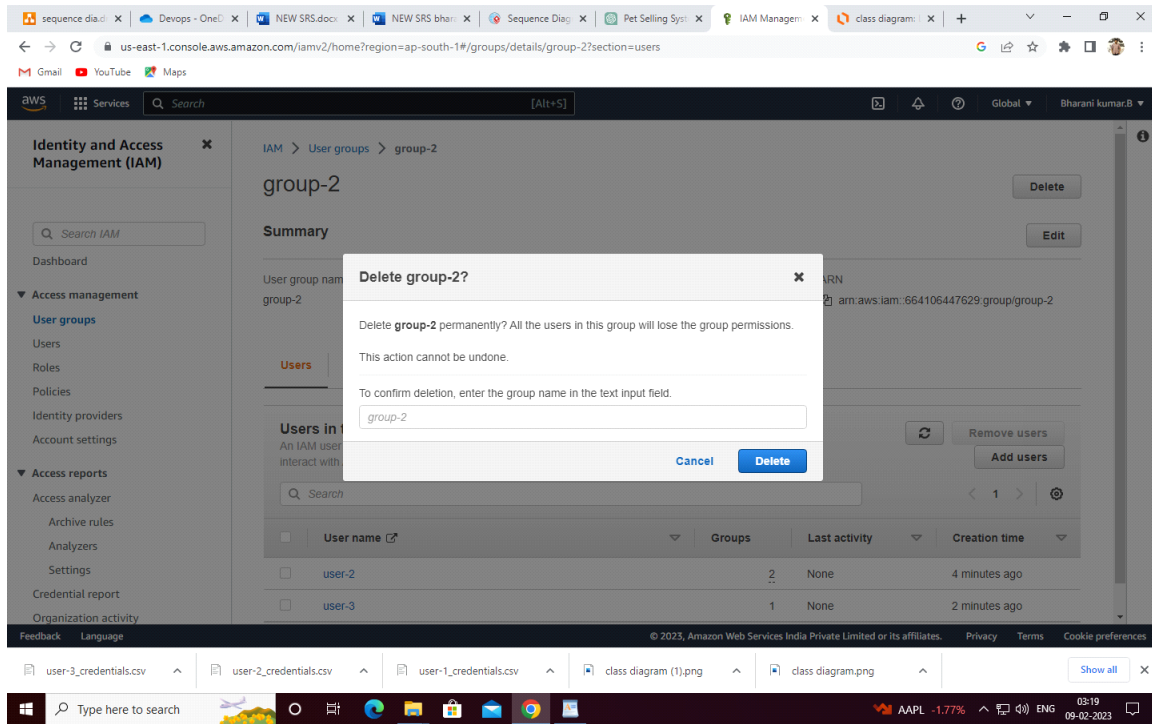 sequence dia.d
Devops - OneD
NEW SRS.docx
NEW SRS bhara
Sequence Diag
Pet Selling Syst
IAM Managem
class diagram:
us-east-1.console.aws.amazon.com/iamv2/home?region=ap-south-1#/groups/details/group-2?section=users
Gmail
YouTube
Maps
aws
Services
Search
[Alt+S]
Global
Bharani kumar.B
Identity and Access
Management (IAM)
Search IAM
Dashboard
Access management
User groups
Users
Roles
Policies
Identity providers
Account settings
Access reports
Access analyzer
Archive rules
Analyzers
Settings
Credential report
Organization activity
IAM > User groups > group-2
group-2
Delete
Summary
Edit
User group nam
group-2
ARN
arn:aws:iam::664106447629:group/group-2
Users
Delete group-2?
Delete group-2 permanently? All the users in this group will lose the group permissions.
This action cannot be undone.
To confirm deletion, enter the group name in the text input field.
group-2
Cancel
Delete
Users in t
An IAM user
interact with
Remove users
Add users
Search
1
User name
Groups
Last activity
Creation time
user-2
2
None
4 minutes ago
user-3
1
None
2 minutes ago
Feedback
Language
© 2023, Amazon Web Services India Private Limited or its affiliates.
Privacy
Terms
Cookie preferences
user-3_credentials.csv
user-2_credentials.csv
user-1_credentials.csv
class diagram (1).png
class diagram.png
Show all
Type here to search
AAPL -1.77%
ENG
03:19
09-02-2023